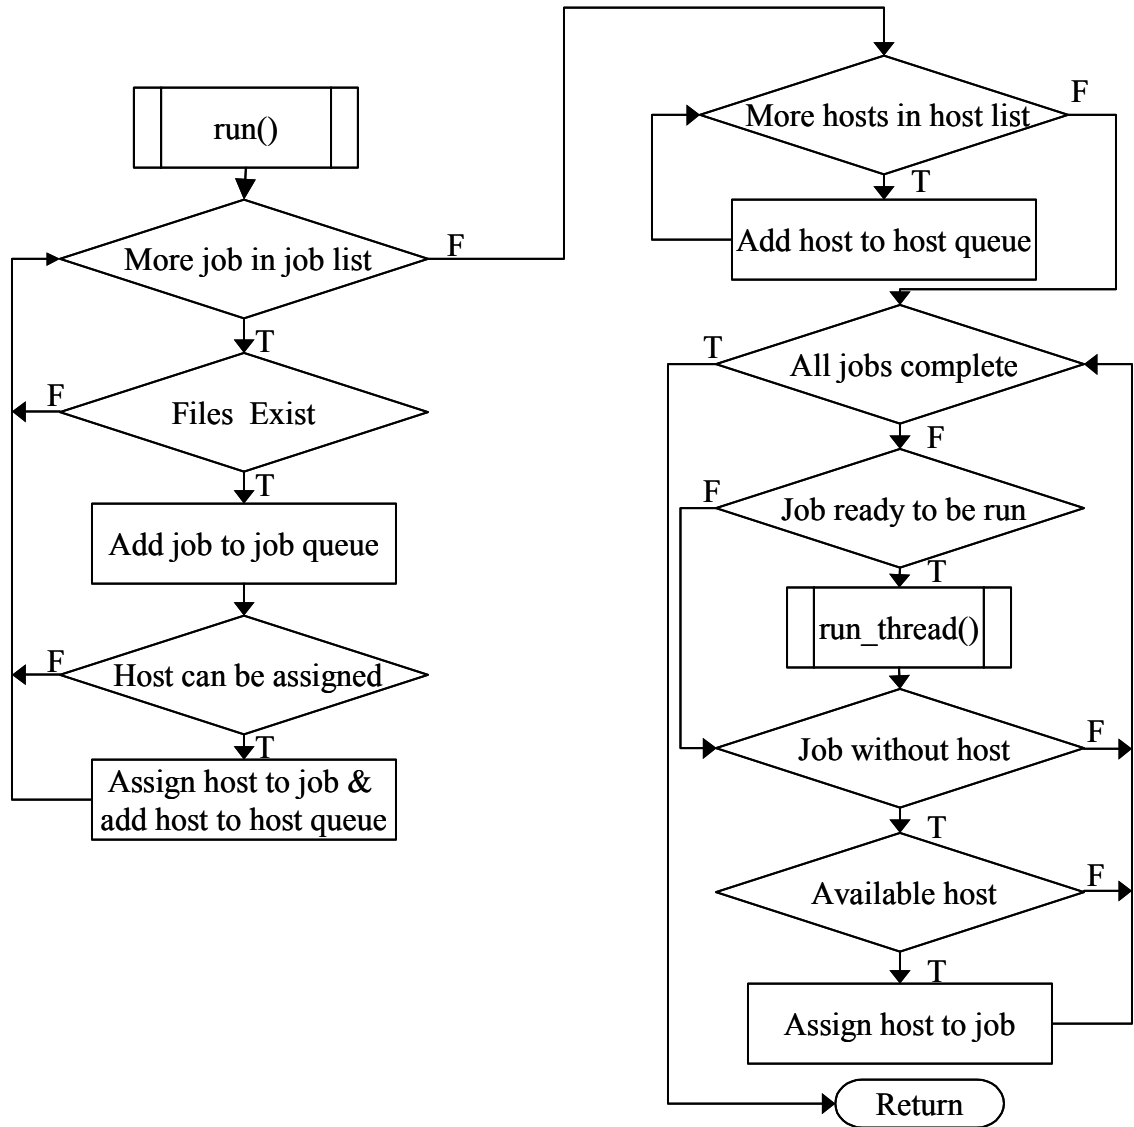 run()
More job in job list
F
T
Files Exist
F
T
Add job to job queue
Host can be assigned
F
T
Assign host to job &
add host to host queue
More hosts in host list
F
T
Add host to host queue
All jobs complete
T
F
Job ready to be run
F
T
run_thread()
Job without host
F
T
Available host
F
T
Assign host to job
Return